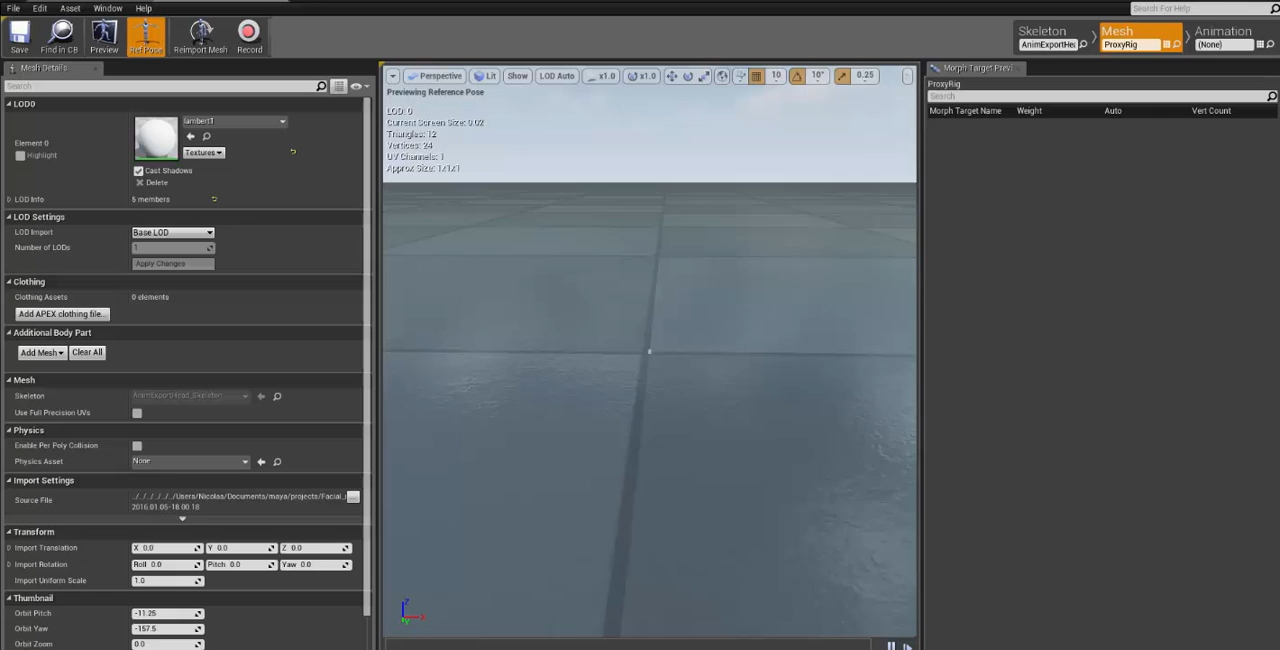 File Edit Asset Window Help
Search For Help
Save Find in CB Preview Ref Pose Reimport Mesh Record
Skeleton Mesh Animation
AnimExportHea ProxyRig (None)
Mesh Details
Search
LOD0
Element 0
Highlight
lambert1
Textures
Cast Shadows
Delete
LOD Info 5 members
LOD Settings
LOD Import Base LOD
Number of LODs 1
Apply Changes
Clothing
Clothing Assets 0 elements
Add APEX clothing file...
Additional Body Part
Add Mesh Clear All
Mesh
Skeleton AnimExportHead_Skeleton
Use Full Precision UVs
Physics
Enable Per Poly Collision
Physics Asset None
Import Settings
Source File ../../../../../Users/Nicolas/Documents/maya/projects/Facial_r ...
2016.01.05-18.00.18
Transform
Import Translation X 0.0 Y 0.0 Z 0.0
Import Rotation Roll 0.0 Pitch 0.0 Yaw 0.0
Import Uniform Scale 1.0
Thumbnail
Orbit Pitch -11.25
Orbit Yaw -157.5
Orbit Zoom 0.0
Perspective Lit Show LOD Auto x1.0 x1.0 10 10° 0.25
Previewing Reference Pose
LOD: 0
Current Screen Size: 0.02
Triangles: 12
Vertices: 24
UV Channels: 1
Approx Size: 1x1x1
Z
X
Y
Morph Target Previ
ProxyRig
Search
Morph Target Name Weight Auto Vert Count